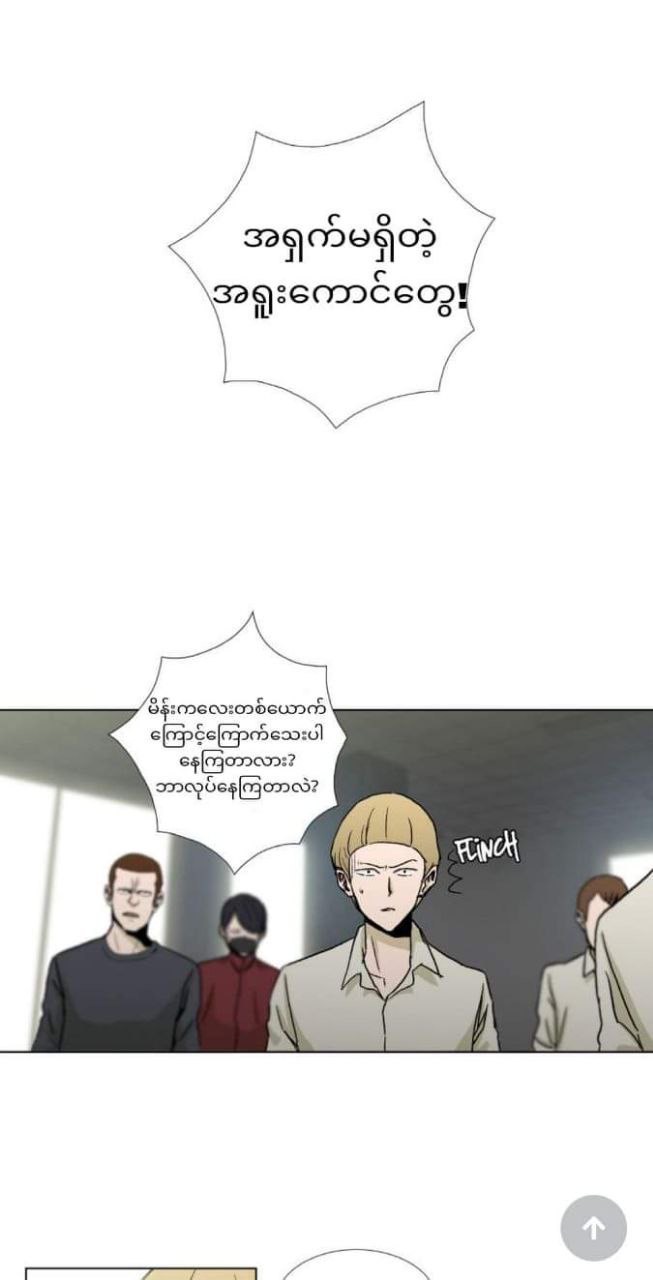 အရှက်မရှိတဲ့
အရူးကောင်တွေ!
မိန်းကလေးတစ်ယောက်
ကြောင့်ကြောက်သေးပါ
နေကြတာလား?
ဘာလုပ်နေကြတာလဲ?
FLINCH